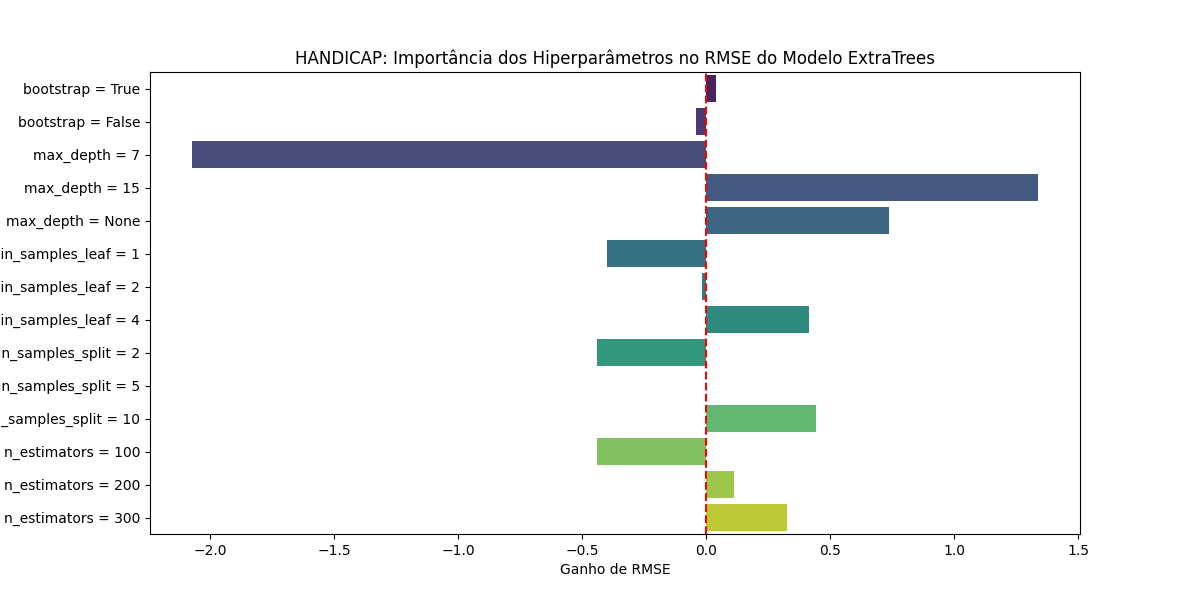 HANDICAP: Importância dos Hiperparâmetros no RMSE do Modelo ExtraTrees
bootstrap = True
bootstrap = False
max_depth = 7
max_depth = 15
max_depth = None
in_samples_leaf = 1
in_samples_leaf = 2
in_samples_leaf = 4
n_samples_split = 2
n_samples_split = 5
_samples_split = 10
n_estimators = 100
n_estimators = 200
n_estimators = 300
−2.0 −1.5 −1.0 −0.5 0.0 0.5 1.0 1.5
Ganho de RMSE